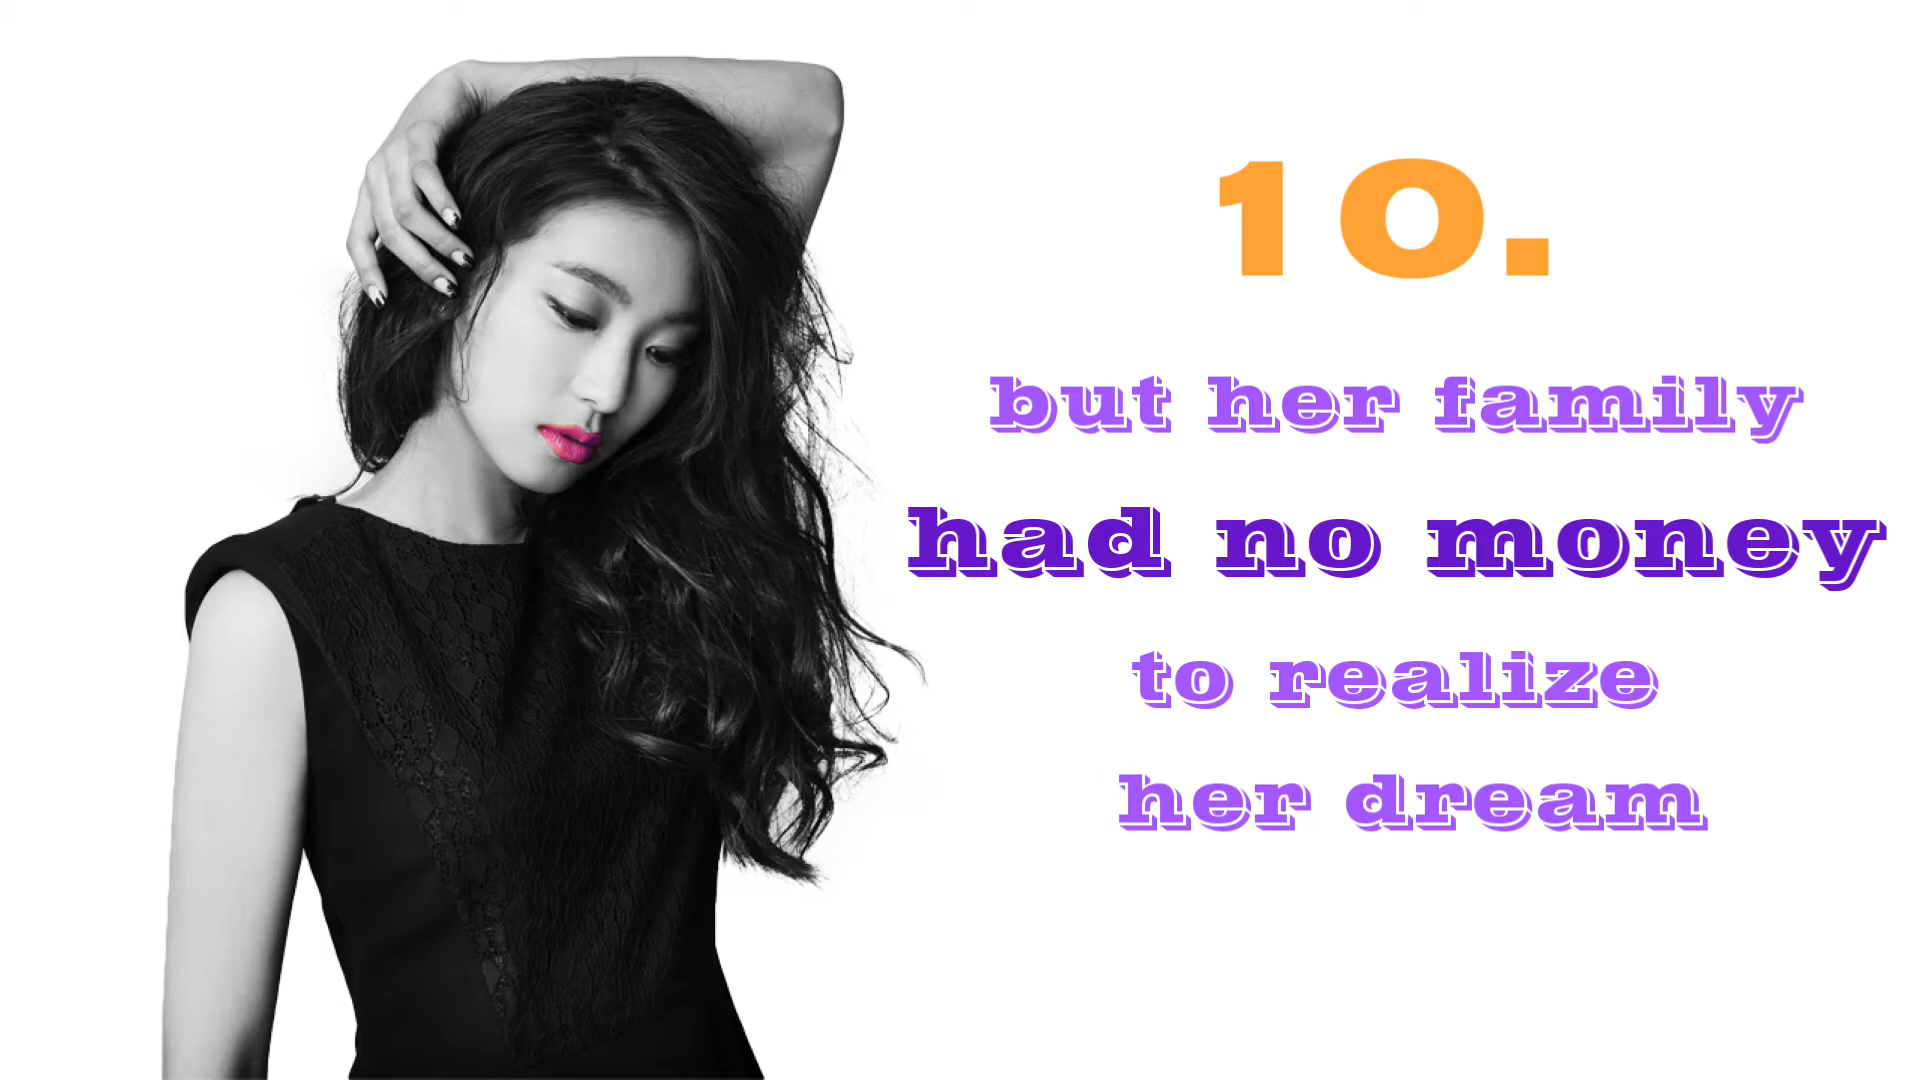 10.
but her family
had no money
to realize
her dream